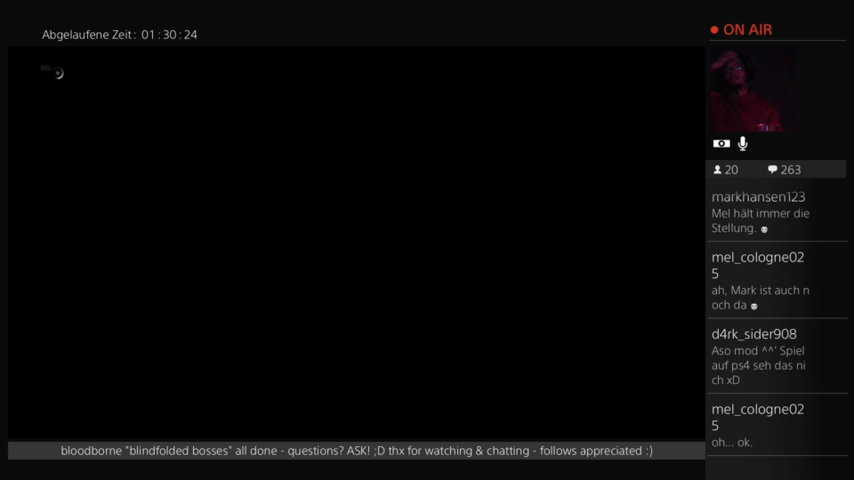 Abgelaufene Zeit: 01:30:24
ON AIR
20 263
markhansen123
Mel hält immer die
Stellung.
mel_cologne02
5
ah, Mark ist auch n
och da
d4rk_sider908
Aso mod ^^' Spiel
auf ps4 seh das ni
ch xD
mel_cologne02
5
oh... ok.
bloodborne "blindfolded bosses" all done - questions? ASK! ;D thx for watching & chatting - follows appreciated :)